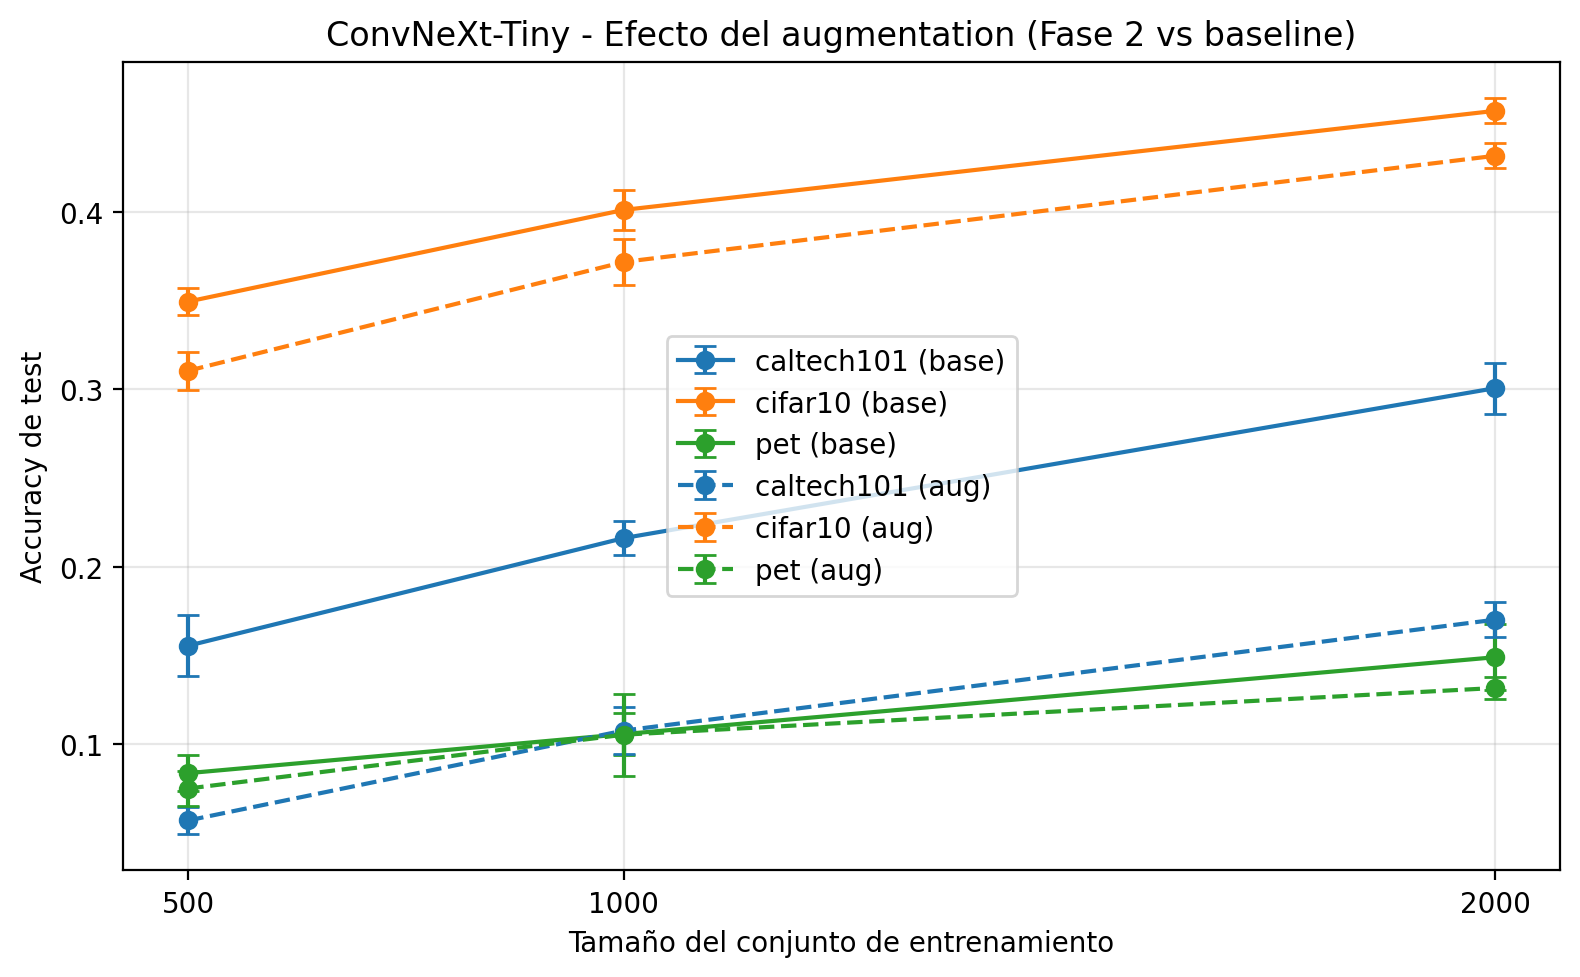 ConvNeXt-Tiny - Efecto del augmentation (Fase 2 vs baseline)
Accuracy de test
0.4
0.3
0.2
0.1
caltech101 (base)
cifar10 (base)
pet (base)
caltech101 (aug)
cifar10 (aug)
pet (aug)
500
1000
2000
Tamaño del conjunto de entrenamiento